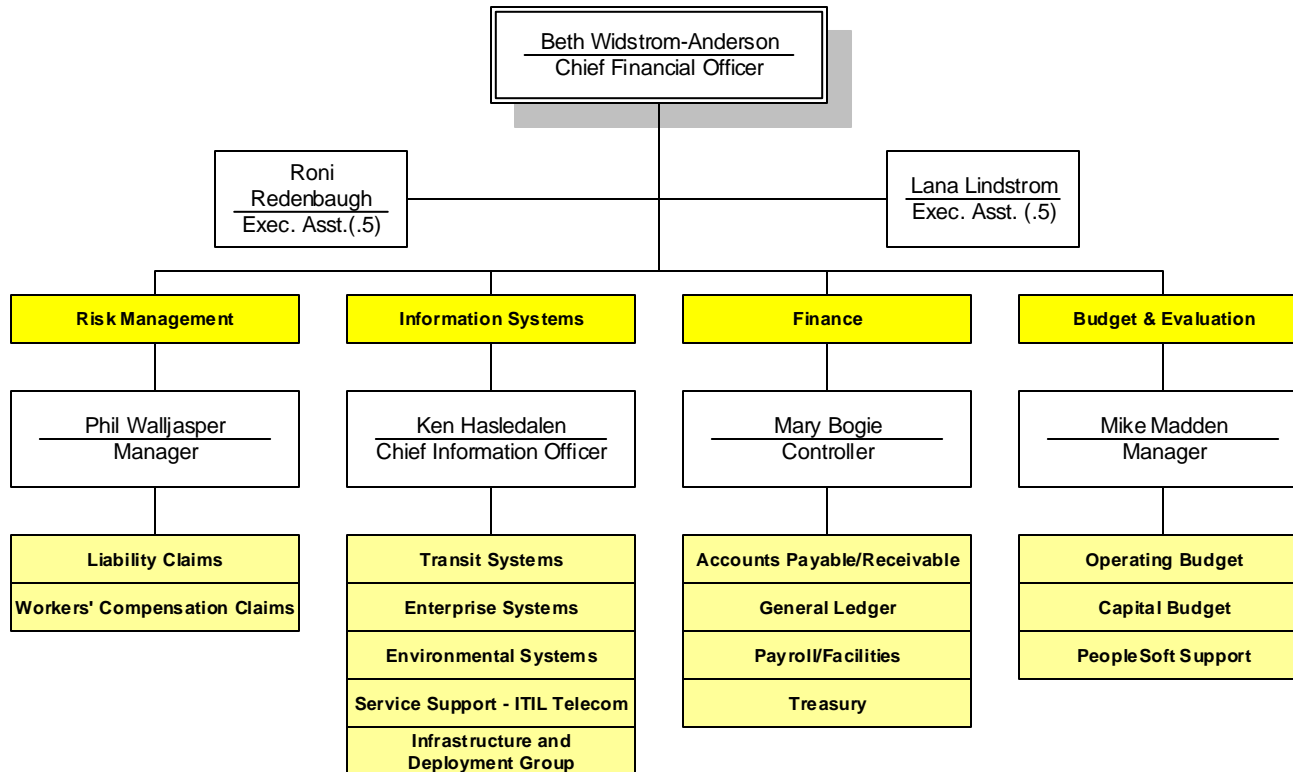 Beth Widstrom-Anderson
Chief Financial Officer
Roni
Redenbaugh
Exec. Asst.(.5)
Lana Lindstrom
Exec. Asst. (.5)
Risk Management
Information Systems
Finance
Budget & Evaluation
Phil Walljasper
Manager
Ken Hasledalen
Chief Information Officer
Mary Bogie
Controller
Mike Madden
Manager
Liability Claims
Workers' Compensation Claims
Transit Systems
Enterprise Systems
Environmental Systems
Service Support - ITIL Telecom
Infrastructure and
Deployment Group
Accounts Payable/Receivable
General Ledger
Payroll/Facilities
Treasury
Operating Budget
Capital Budget
PeopleSoft Support